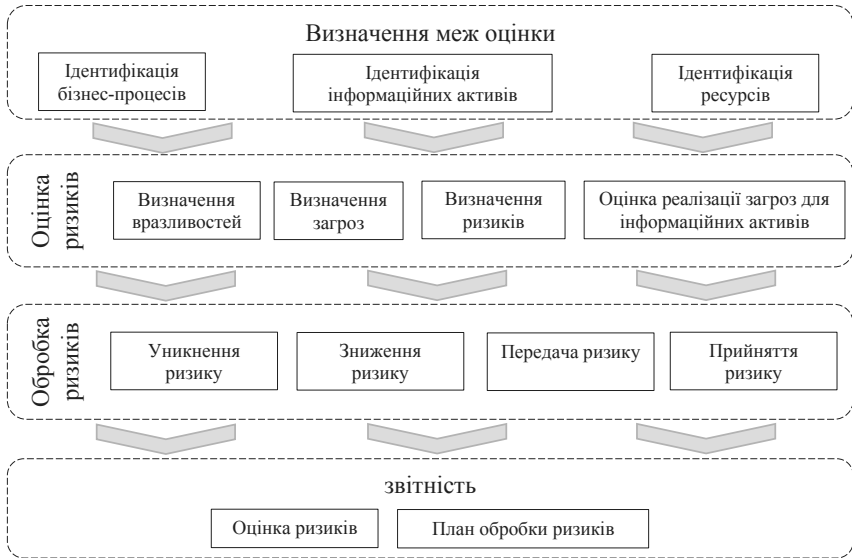 Визначення меж оцінки
Ідентифікація
бізнес-процесів
Ідентифікація
інформаційних активів
Ідентифікація
ресурсів
Оцінка
ризиків
Визначення
вразливостей
Визначення
загроз
Визначення
ризиків
Оцінка реалізації загроз для
інформаційних активів
Обробка
ризиків
Уникнення
ризику
Зниження
ризику
Передача ризику
Прийняття
ризику
звітність
Оцінка ризиків
План обробки ризиків